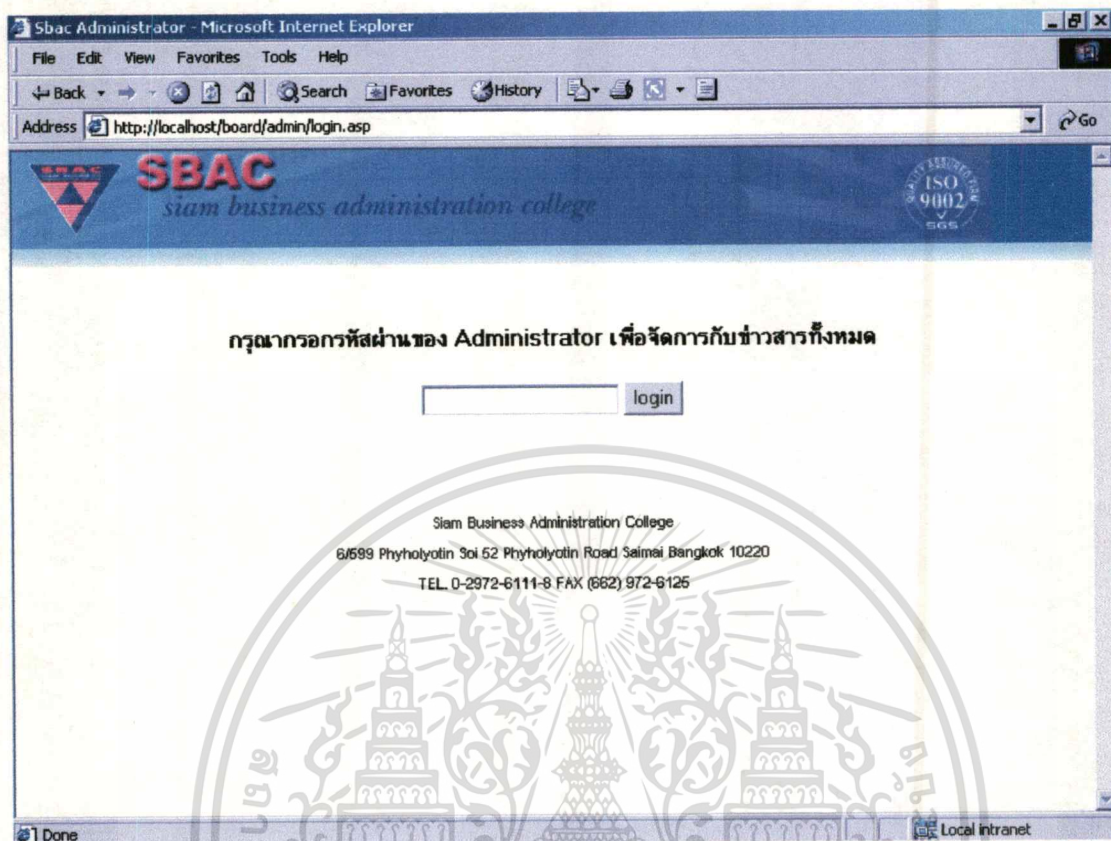 Sbac Administrator - Microsoft Internet Explorer
File Edit View Favorites Tools Help
Back Search Favorites History
Address http://localhost/board/admin/login.asp Go
SBAC
SBAC
siam business administration college
QUALITY ASSURED FIRM
ISO
9002
SGS
กรุณากรอกรหัสผ่านของ Administrator เพื่อจัดการกับข่าวสารทั้งหมด
login
Siam Business Administration College
6/599 Phyholyotin Soi 52 Phyholyotin Road Saimai Bangkok 10220
TEL. 0-2972-6111-8 FAX (662) 972-6125
Done Local intranet